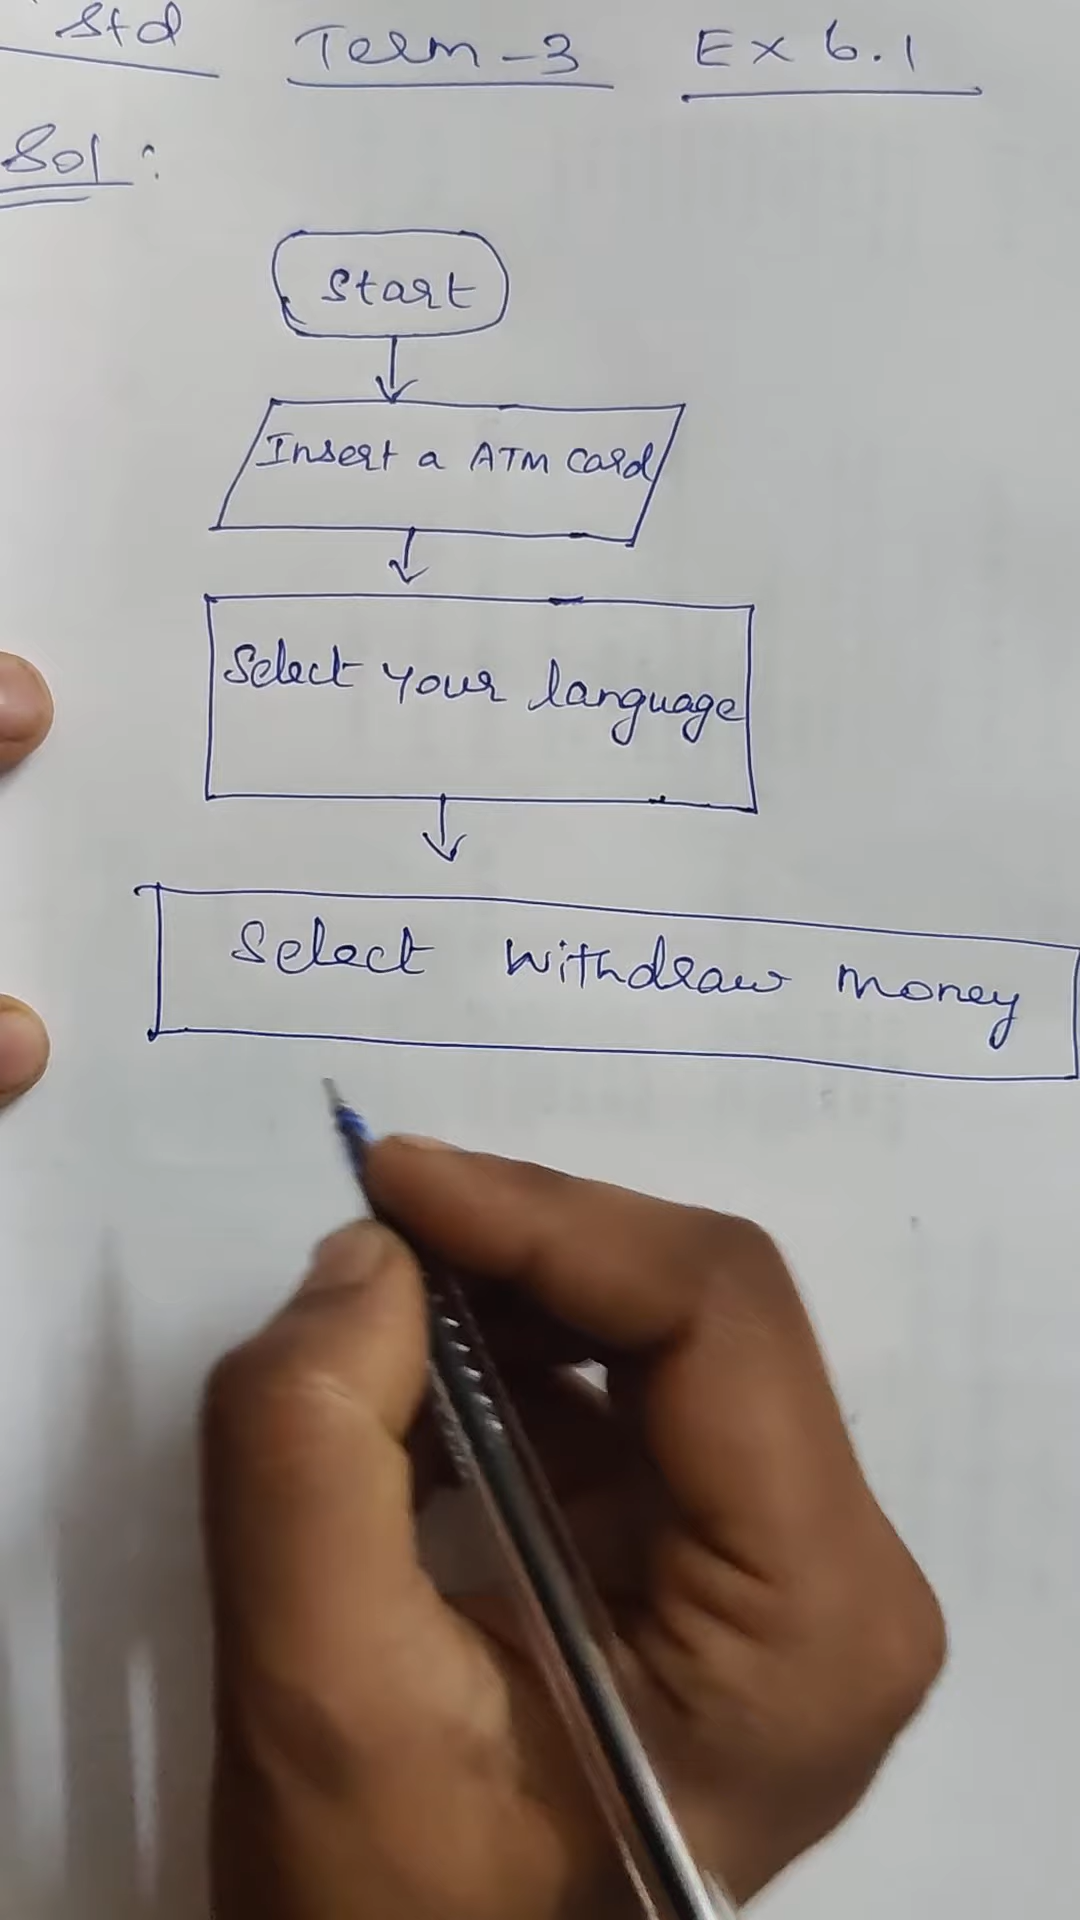 Std Term-3 Ex 6.1
Sol:
Start
Insert a ATM Card
Select your language
Select Withdraw Money